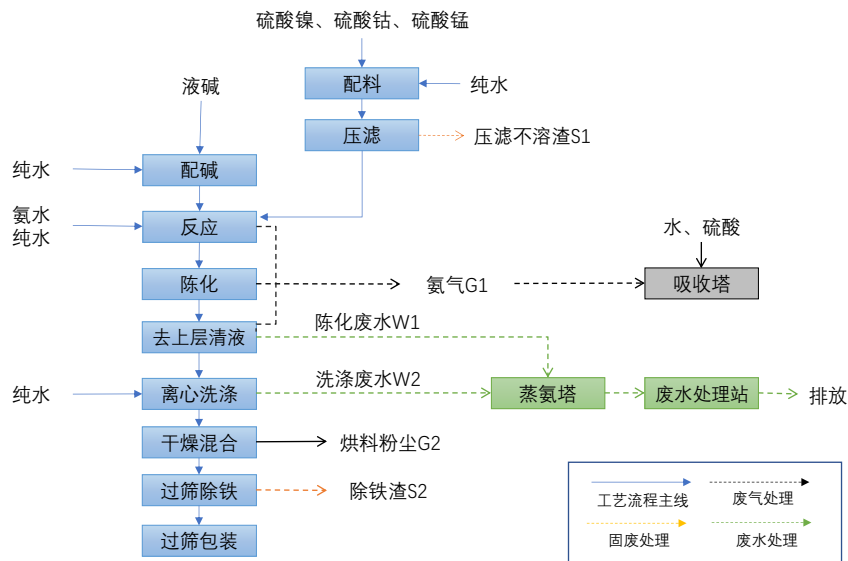 硫酸镍、硫酸钴、硫酸锰
配料
纯水
液碱
压滤
压滤不溶渣S1
纯水
配碱
氨水
纯水
反应
水、硫酸
陈化
氨气G1
吸收塔
去上层清液
陈化废水W1
纯水
离心洗涤
洗涤废水W2
蒸氨塔
废水处理站
排放
干燥混合
烘料粉尘G2
过筛除铁
除铁渣S2
过筛包装
工艺流程主线
废气处理
固废处理
废水处理